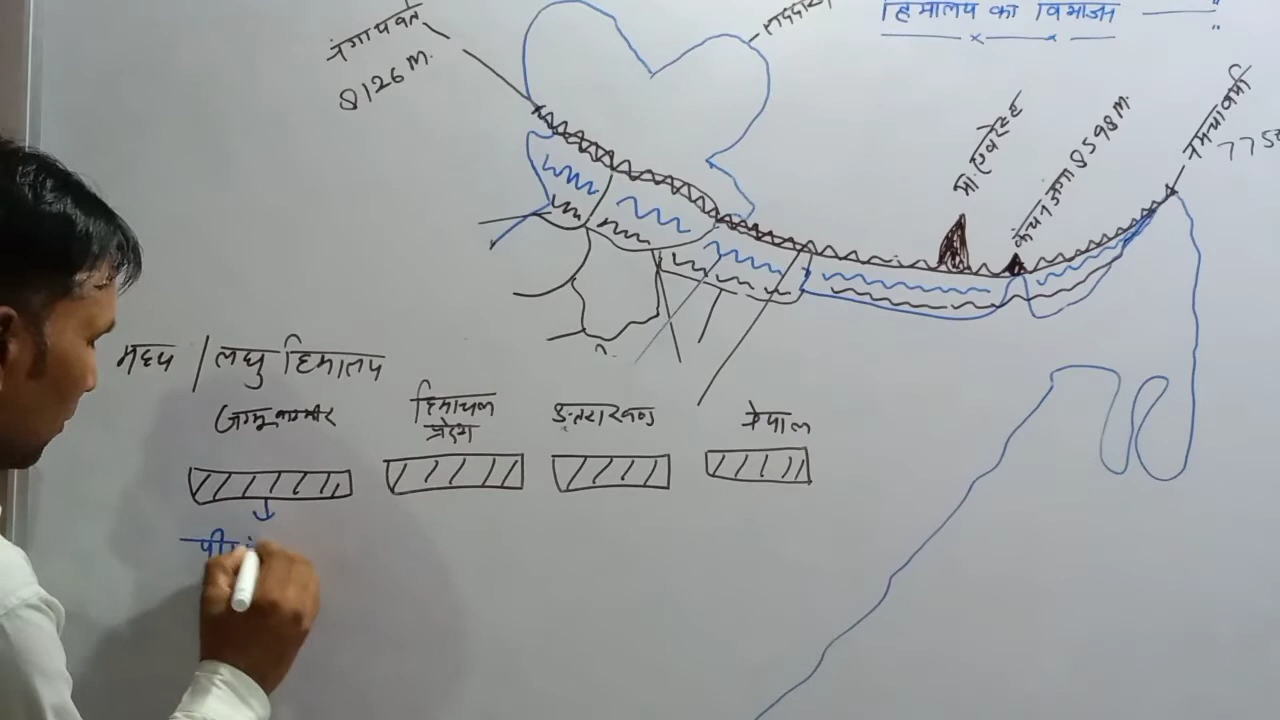 हिमालय का विभाजन
नंगा पर्वत
8126 M.
मा. एवरेस्ट
कंचनजंगा 8598 M.
नमचाबर्वा
775
मध्य / लघु हिमालय
जम्मू कश्मीर
हिमाचल
प्रदेश
उत्तराखण्ड
नेपाल